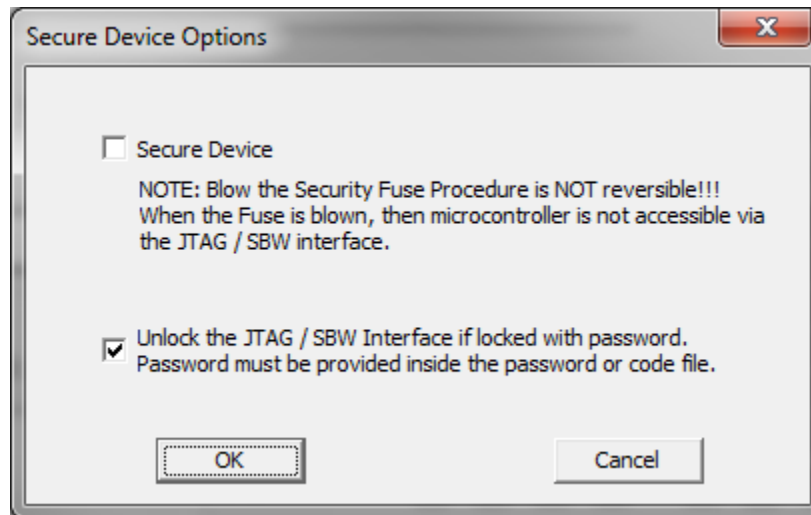 Secure Device Options
Secure Device
NOTE: Blow the Security Fuse Procedure is NOT reversible!!!
When the Fuse is blown, then microcontroller is not accessible via
the JTAG / SBW interface.
Unlock the JTAG / SBW Interface if locked with password.
Password must be provided inside the password or code file.
OK
Cancel